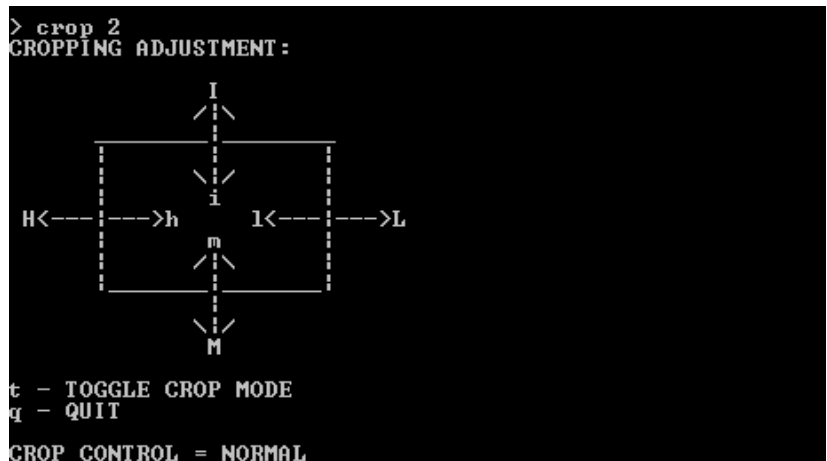 > crop 2
CROPPING ADJUSTMENT:
I
i
H<---¦--->h l<---¦--->L
m
M
t - TOGGLE CROP MODE
q - QUIT
CROP CONTROL = NORMAL